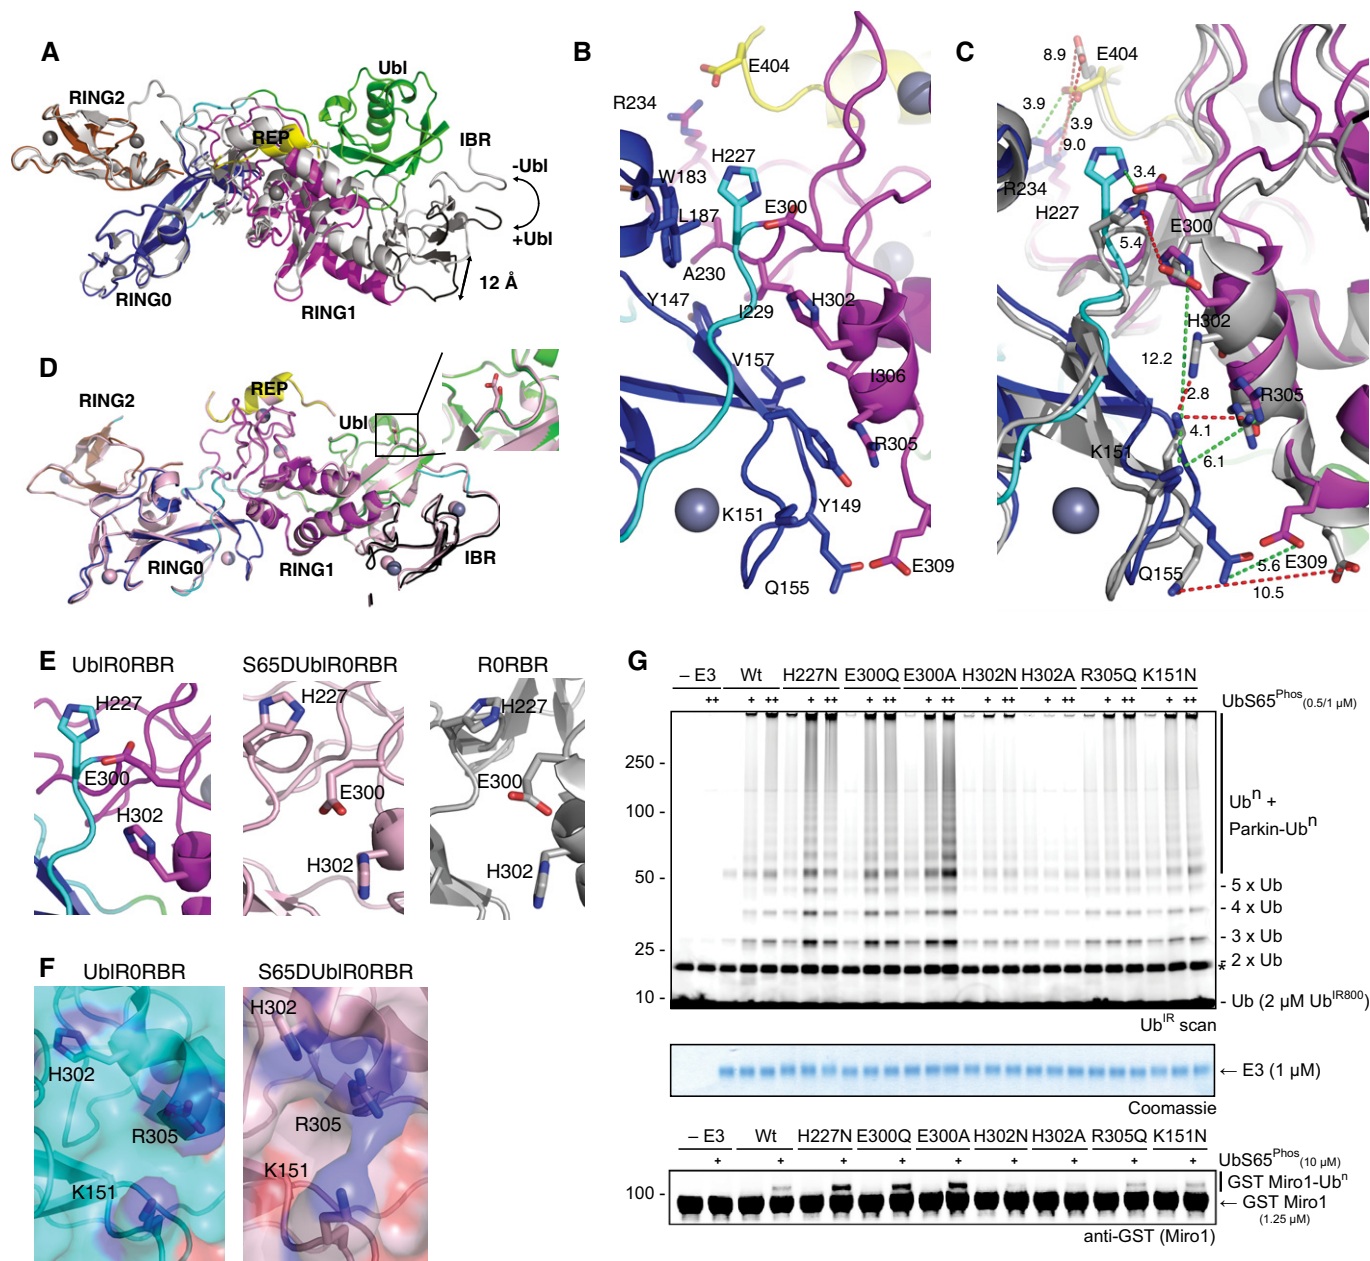 A
RING2
Ubl
REP
IBR
-Ubl
+Ubl
12 Å
RING0
RING1
B
E404
R234
H227
W183
L187
E300
A230
I229
H302
Y147
V157
I306
R305
K151
Y149
Q155
E309
C
8.9
E404
3.9
3.9
9.0
3.4
R234
H227
E300
5.4
H302
12.2
2.8
R305
4.1
K151
6.1
Q155
5.6
E309
10.5
D
RING2
REP
Ubl
RING0
RING1
IBR
E
UblR0RBR
S65DUblR0RBR
R0RBR
H227
E300
H302
H227
E300
H302
H227
E300
H302
F
UblR0RBR
S65DUblR0RBR
H302
R305
K151
H302
R305
K151
G
– E3 Wt H227N E300Q E300A H302N H302A R305Q K151N
++ + ++ + ++ + ++ + ++ + ++ + ++ + ++ + ++ UbS65Phos (0.5/1 µM)
250 -
100 -
50 -
25 -
10 -
Ubn +
Parkin-Ubn
- 5 x Ub
- 4 x Ub
- 3 x Ub
- 2 x Ub
*
- Ub (2 µM UbIR800)
UbIR scan
← E3 (1 µM)
Coomassie
– E3 Wt H227N E300Q E300A H302N H302A R305Q K151N
+ + + + + + + + + UbS65Phos (10 µM)
100 -
GST Miro1-Ubn
← GST Miro1
(1.25 µM)
anti-GST (Miro1)